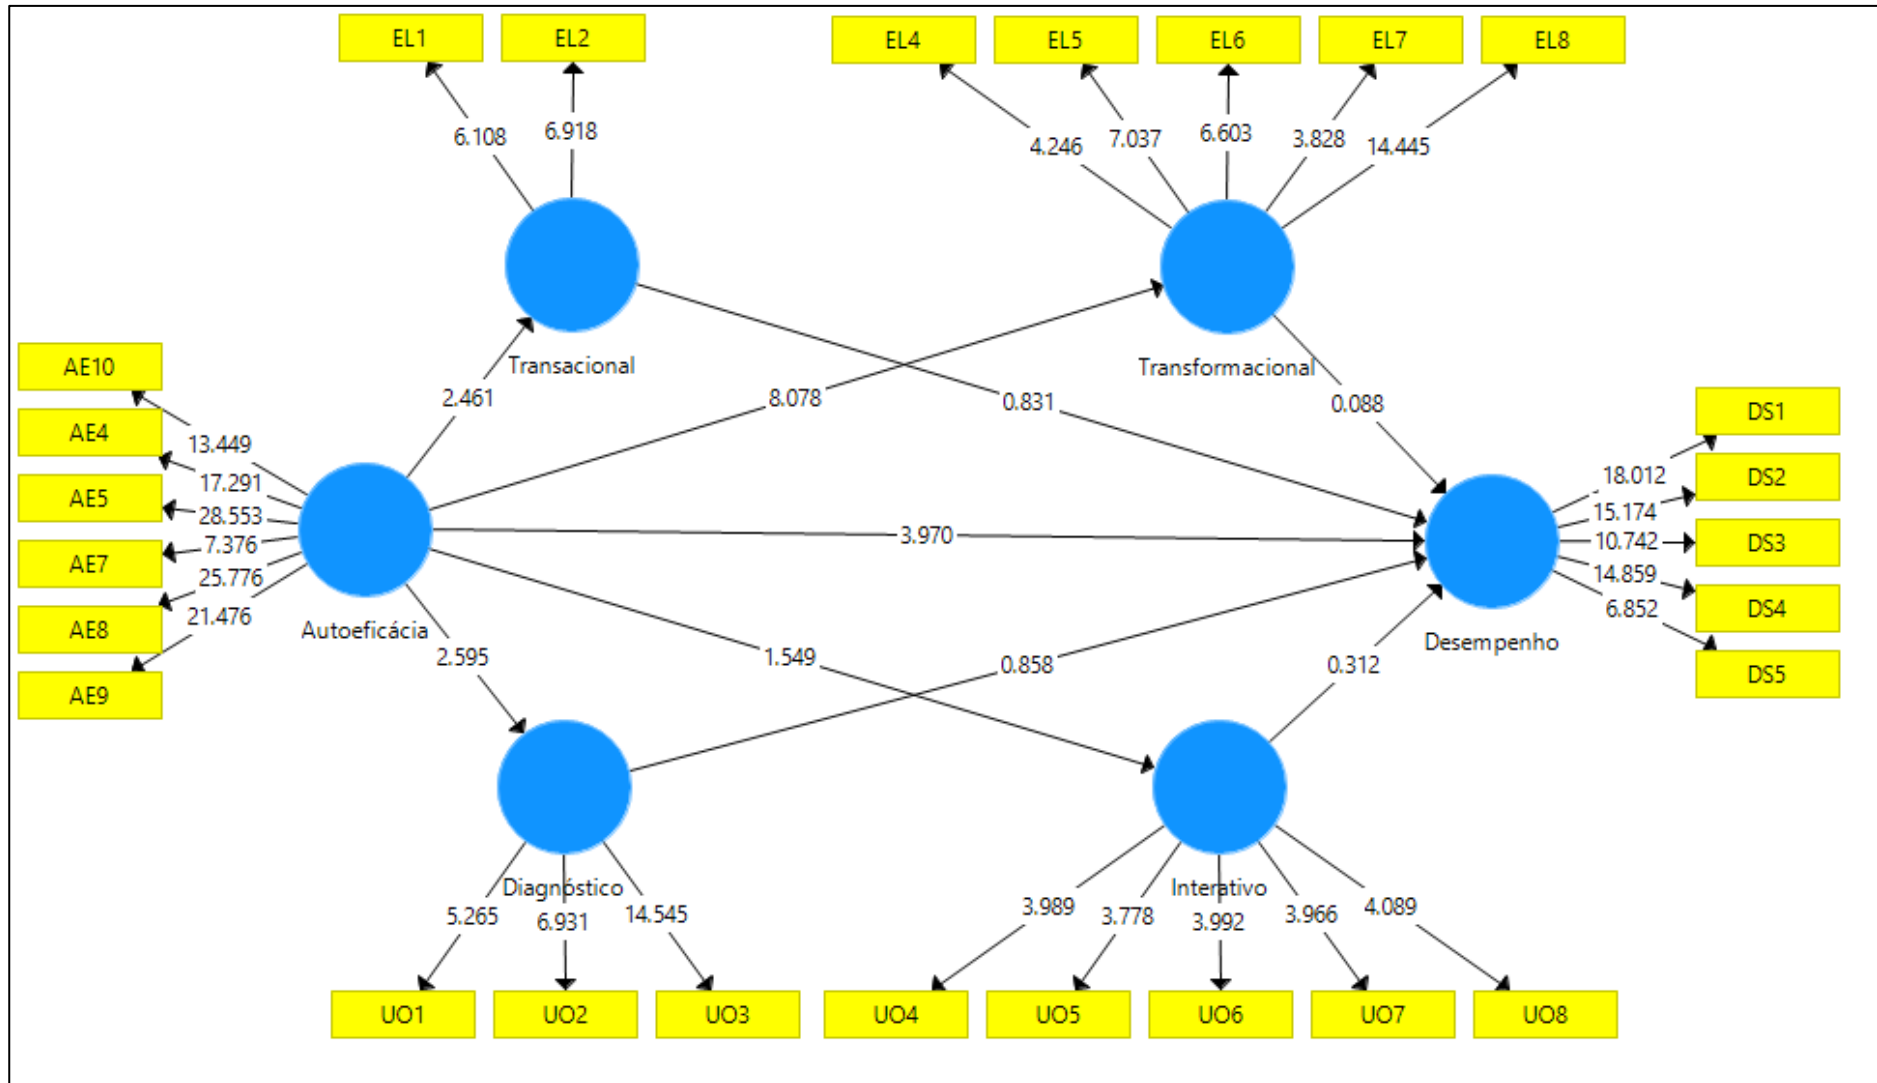 EL1
EL2
EL4
EL5
EL6
EL7
EL8
6.108
6.918
4.246
7.037
6.603
3.828
14.445
Transacional
Transformacional
AE10
AE4
AE5
AE7
AE8
AE9
13.449
17.291
28.553
7.376
25.776
21.476
Autoeficácia
2.461
8.078
0.831
0.088
3.970
2.595
1.549
0.858
0.312
18.012
15.174
10.742
14.859
6.852
DS1
DS2
DS3
DS4
DS5
Desempenho
Diagnóstico
Interativo
5.265
6.931
14.545
3.989
3.778
3.992
3.966
4.089
UO1
UO2
UO3
UO4
UO5
UO6
UO7
UO8